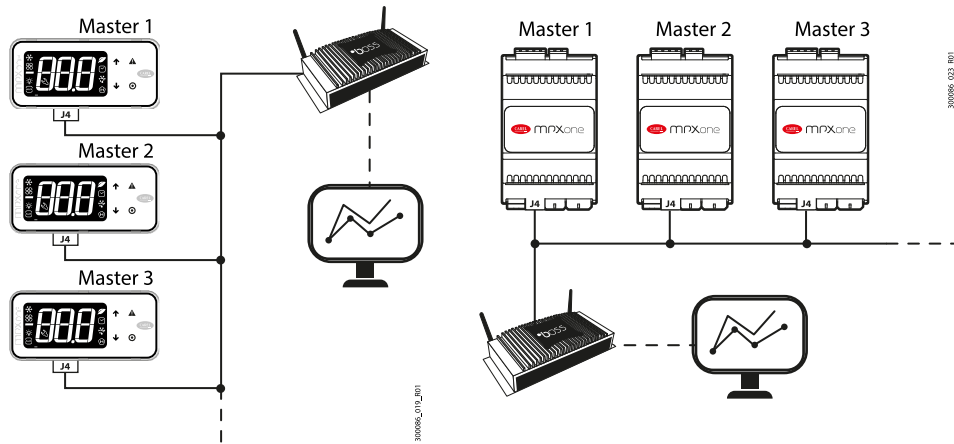 Master 1
J4
Master 2
J4
Master 3
J4
boss
300086_019_R01
Master 1
Master 2
Master 3
CAREL
mpxone
CAREL
mpxone
CAREL
mpxone
J4
J4
J4
boss
300086_023_R01